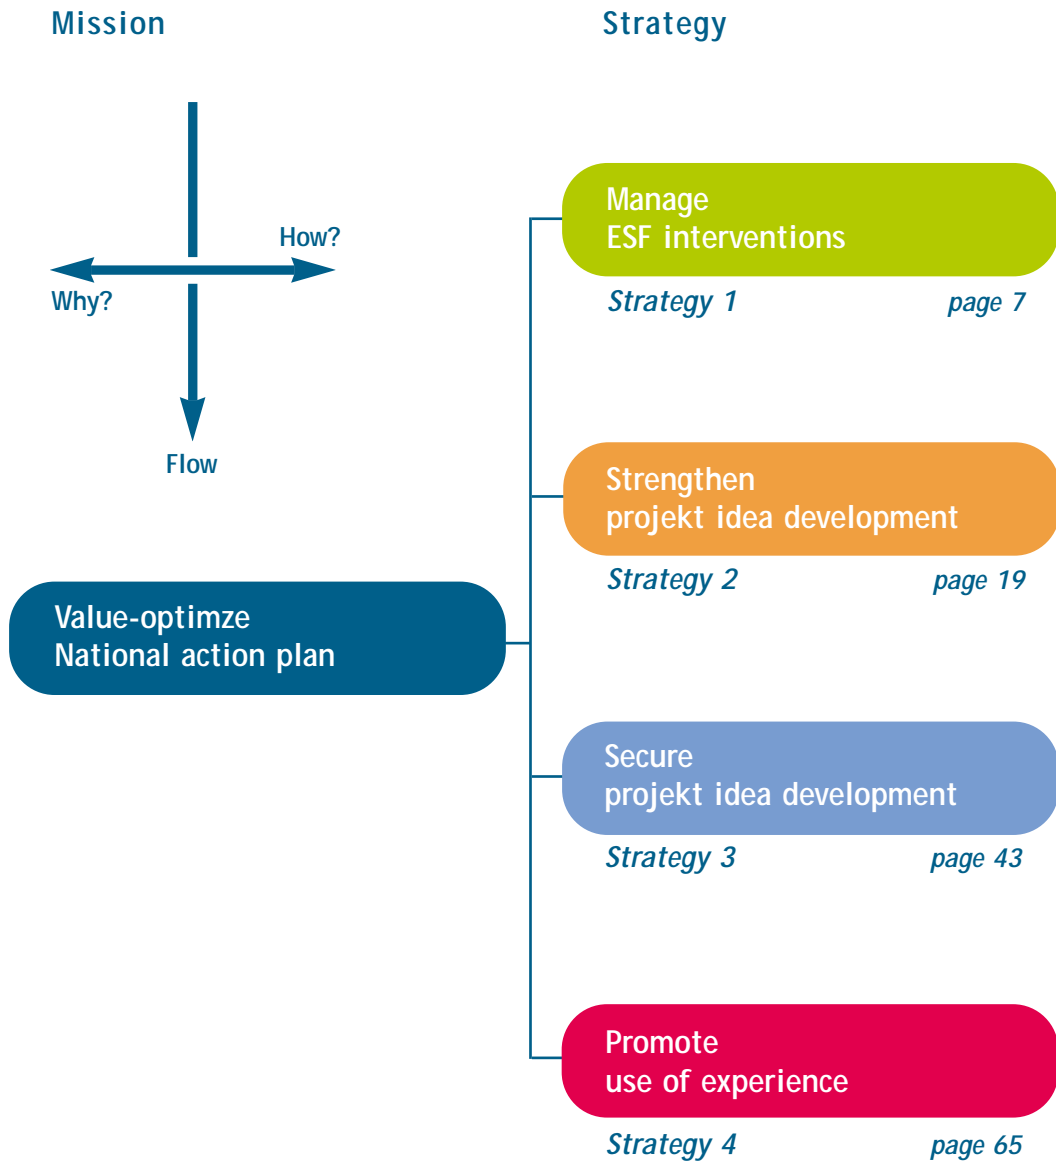 Mission
Strategy
How?
Why?
Flow
Value-optimze
National action plan
Manage
ESF interventions
Strategy 1 page 7
Strengthen
projekt idea development
Strategy 2 page 19
Secure
projekt idea development
Strategy 3 page 43
Promote
use of experience
Strategy 4 page 65